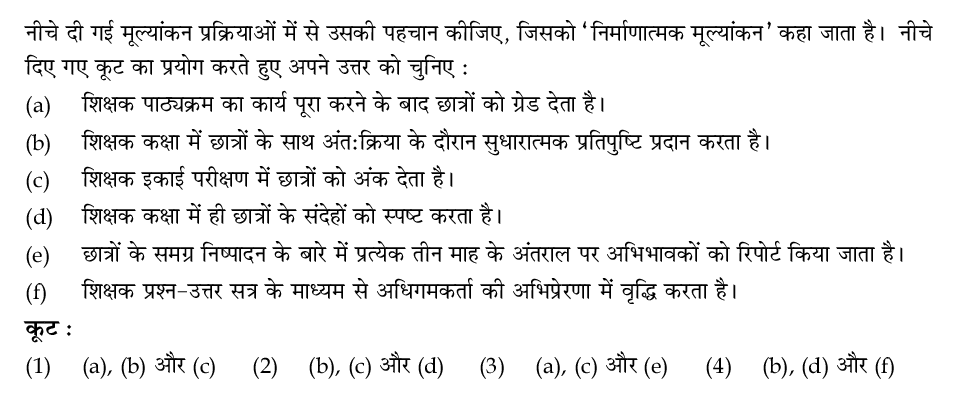 नीचे दी गई मूल्यांकन प्रक्रियाओं में से उसकी पहचान कीजिए, जिसको ‘निर्माणात्मक मूल्यांकन’ कहा जाता है। नीचे
दिए गए कूट का प्रयोग करते हुए अपने उत्तर को चुनिए :
(a) शिक्षक पाठ्यक्रम का कार्य पूरा करने के बाद छात्रों को ग्रेड देता है।
(b) शिक्षक कक्षा में छात्रों के साथ अंत:क्रिया के दौरान सुधारात्मक प्रतिपुष्टि प्रदान करता है।
(c) शिक्षक इकाई परीक्षण में छात्रों को अंक देता है।
(d) शिक्षक कक्षा में ही छात्रों के संदेहों को स्पष्ट करता है।
(e) छात्रों के समग्र निष्पादन के बारे में प्रत्येक तीन माह के अंतराल पर अभिभावकों को रिपोर्ट किया जाता है।
(f) शिक्षक प्रश्न-उत्तर सत्र के माध्यम से अधिगमकर्ता की अभिप्रेरणा में वृद्धि करता है।
कूट :
(1) (a), (b) और (c) (2) (b), (c) और (d) (3) (a), (c) और (e) (4) (b), (d) और (f)